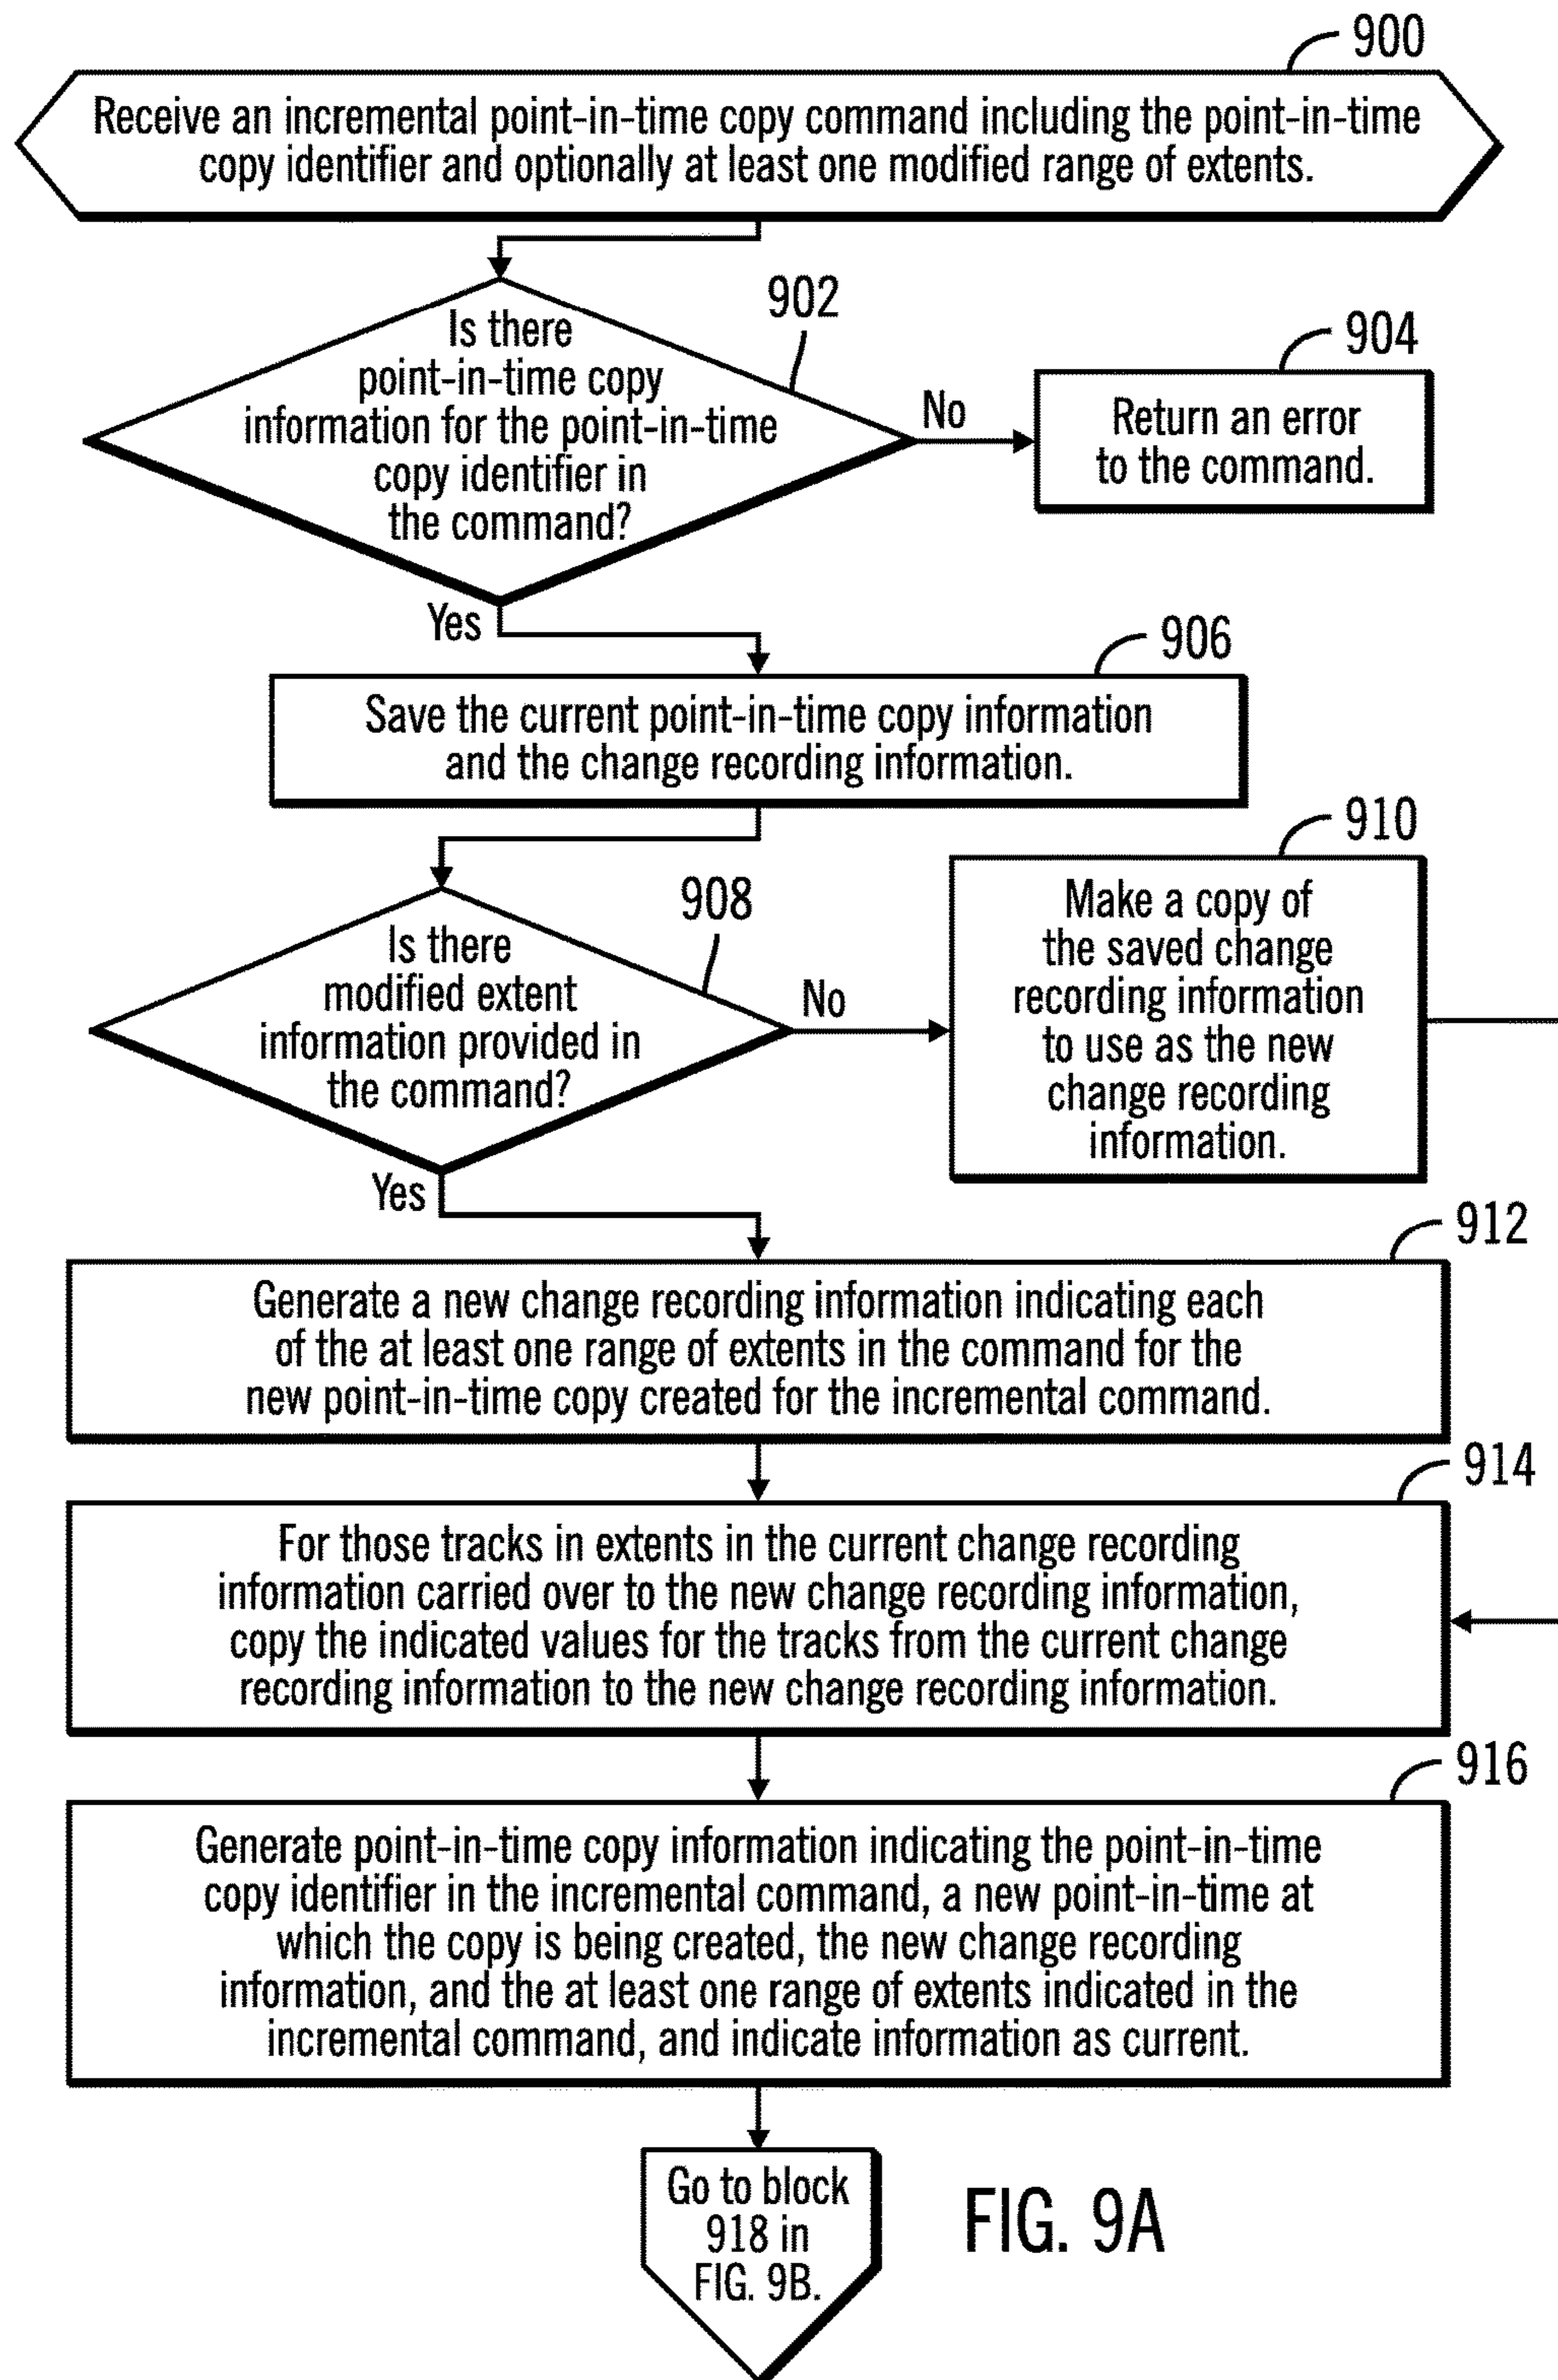 900
Receive an incremental point-in-time copy command including the point-in-time
copy identifier and optionally at least one modified range of extents.
902
Is there
point-in-time copy
information for the point-in-time
copy identifier in
the command?
No
904
Return an error
to the command.
Yes
906
Save the current point-in-time copy information
and the change recording information.
908
Is there
modified extent
information provided in
the command?
No
910
Make a copy of
the saved change
recording information
to use as the new
change recording
information.
Yes
912
Generate a new change recording information indicating each
of the at least one range of extents in the command for the
new point-in-time copy created for the incremental command.
914
For those tracks in extents in the current change recording
information carried over to the new change recording information,
copy the indicated values for the tracks from the current change
recording information to the new change recording information.
916
Generate point-in-time copy information indicating the point-in-time
copy identifier in the incremental command, a new point-in-time at
which the copy is being created, the new change recording
information, and the at least one range of extents indicated in the
incremental command, and indicate information as current.
Go to block
918 in
FIG. 9B.
FIG. 9A